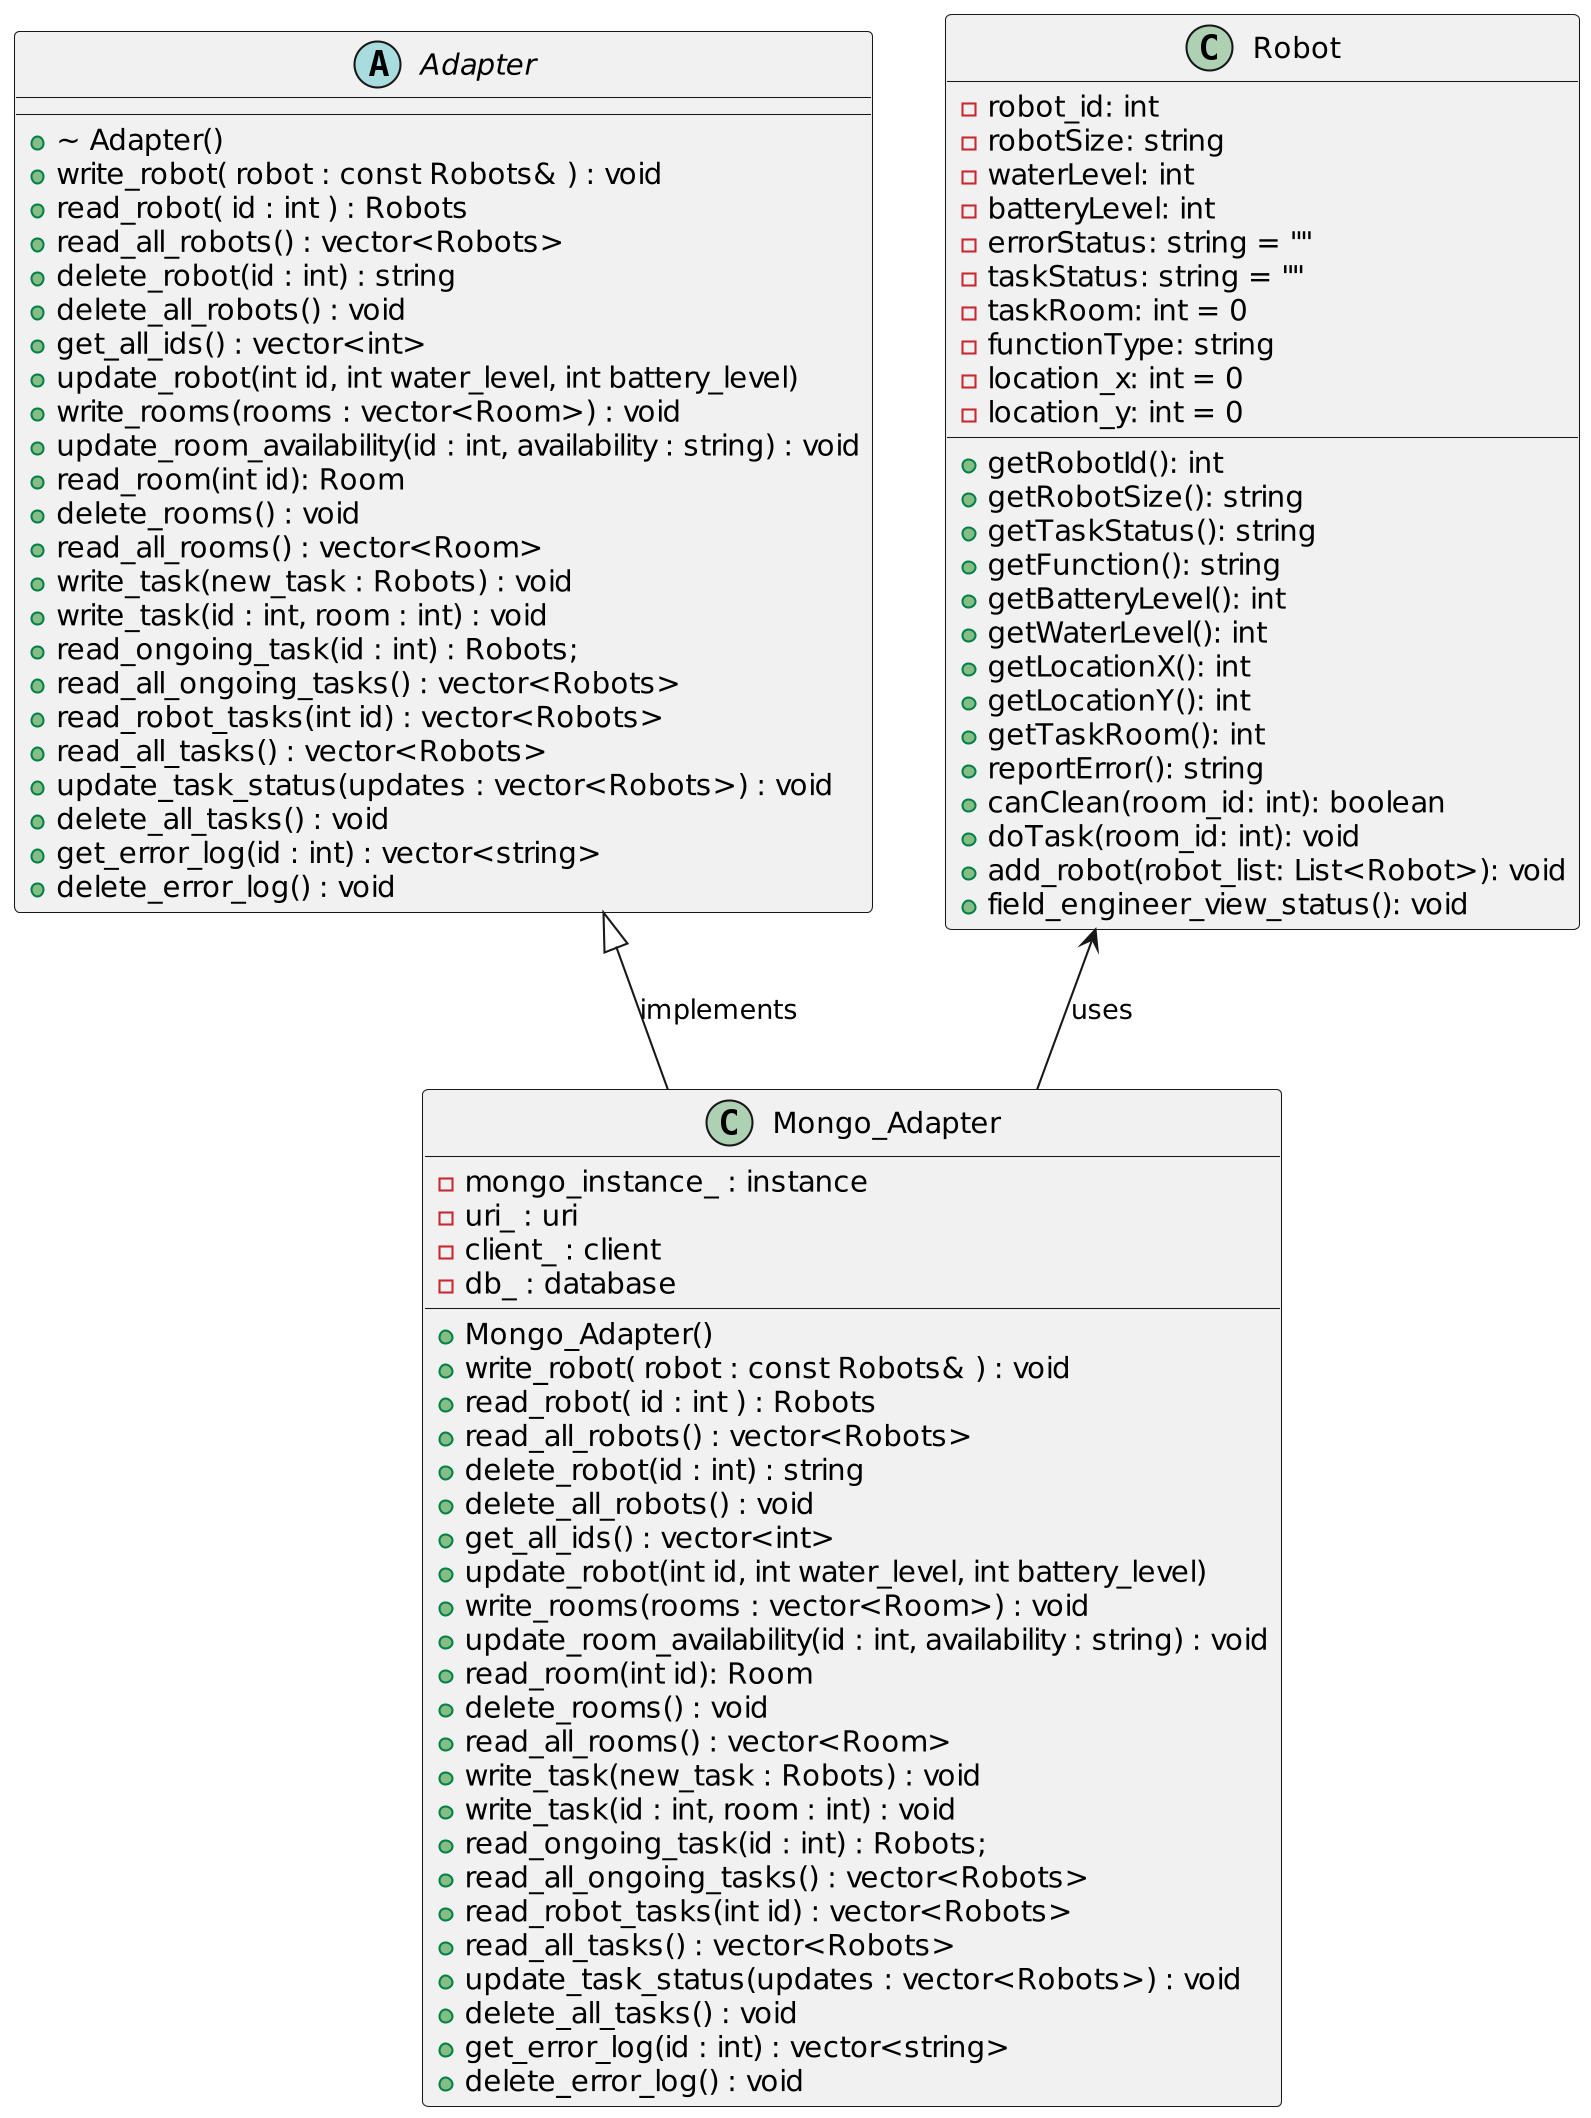 A Adapter
~ Adapter()
write_robot( robot : const Robots& ) : void
read_robot( id : int ) : Robots
read_all_robots() : vector<Robots>
delete_robot(id : int) : string
delete_all_robots() : void
get_all_ids() : vector<int>
update_robot(int id, int water_level, int battery_level)
write_rooms(rooms : vector<Room>) : void
update_room_availability(id : int, availability : string) : void
read_room(int id): Room
delete_rooms() : void
read_all_rooms() : vector<Room>
write_task(new_task : Robots) : void
write_task(id : int, room : int) : void
read_ongoing_task(id : int) : Robots;
read_all_ongoing_tasks() : vector<Robots>
read_robot_tasks(int id) : vector<Robots>
read_all_tasks() : vector<Robots>
update_task_status(updates : vector<Robots>) : void
delete_all_tasks() : void
get_error_log(id : int) : vector<string>
delete_error_log() : void
C Robot
robot_id: int
robotSize: string
waterLevel: int
batteryLevel: int
errorStatus: string = ""
taskStatus: string = ""
taskRoom: int = 0
functionType: string
location_x: int = 0
location_y: int = 0
getRobotId(): int
getRobotSize(): string
getTaskStatus(): string
getFunction(): string
getBatteryLevel(): int
getWaterLevel(): int
getLocationX(): int
getLocationY(): int
getTaskRoom(): int
reportError(): string
canClean(room_id: int): boolean
doTask(room_id: int): void
add_robot(robot_list: List<Robot>): void
field_engineer_view_status(): void
implements
uses
C Mongo_Adapter
mongo_instance_ : instance
uri_ : uri
client_ : client
db_ : database
Mongo_Adapter()
write_robot( robot : const Robots& ) : void
read_robot( id : int ) : Robots
read_all_robots() : vector<Robots>
delete_robot(id : int) : string
delete_all_robots() : void
get_all_ids() : vector<int>
update_robot(int id, int water_level, int battery_level)
write_rooms(rooms : vector<Room>) : void
update_room_availability(id : int, availability : string) : void
read_room(int id): Room
delete_rooms() : void
read_all_rooms() : vector<Room>
write_task(new_task : Robots) : void
write_task(id : int, room : int) : void
read_ongoing_task(id : int) : Robots;
read_all_ongoing_tasks() : vector<Robots>
read_robot_tasks(int id) : vector<Robots>
read_all_tasks() : vector<Robots>
update_task_status(updates : vector<Robots>) : void
delete_all_tasks() : void
get_error_log(id : int) : vector<string>
delete_error_log() : void